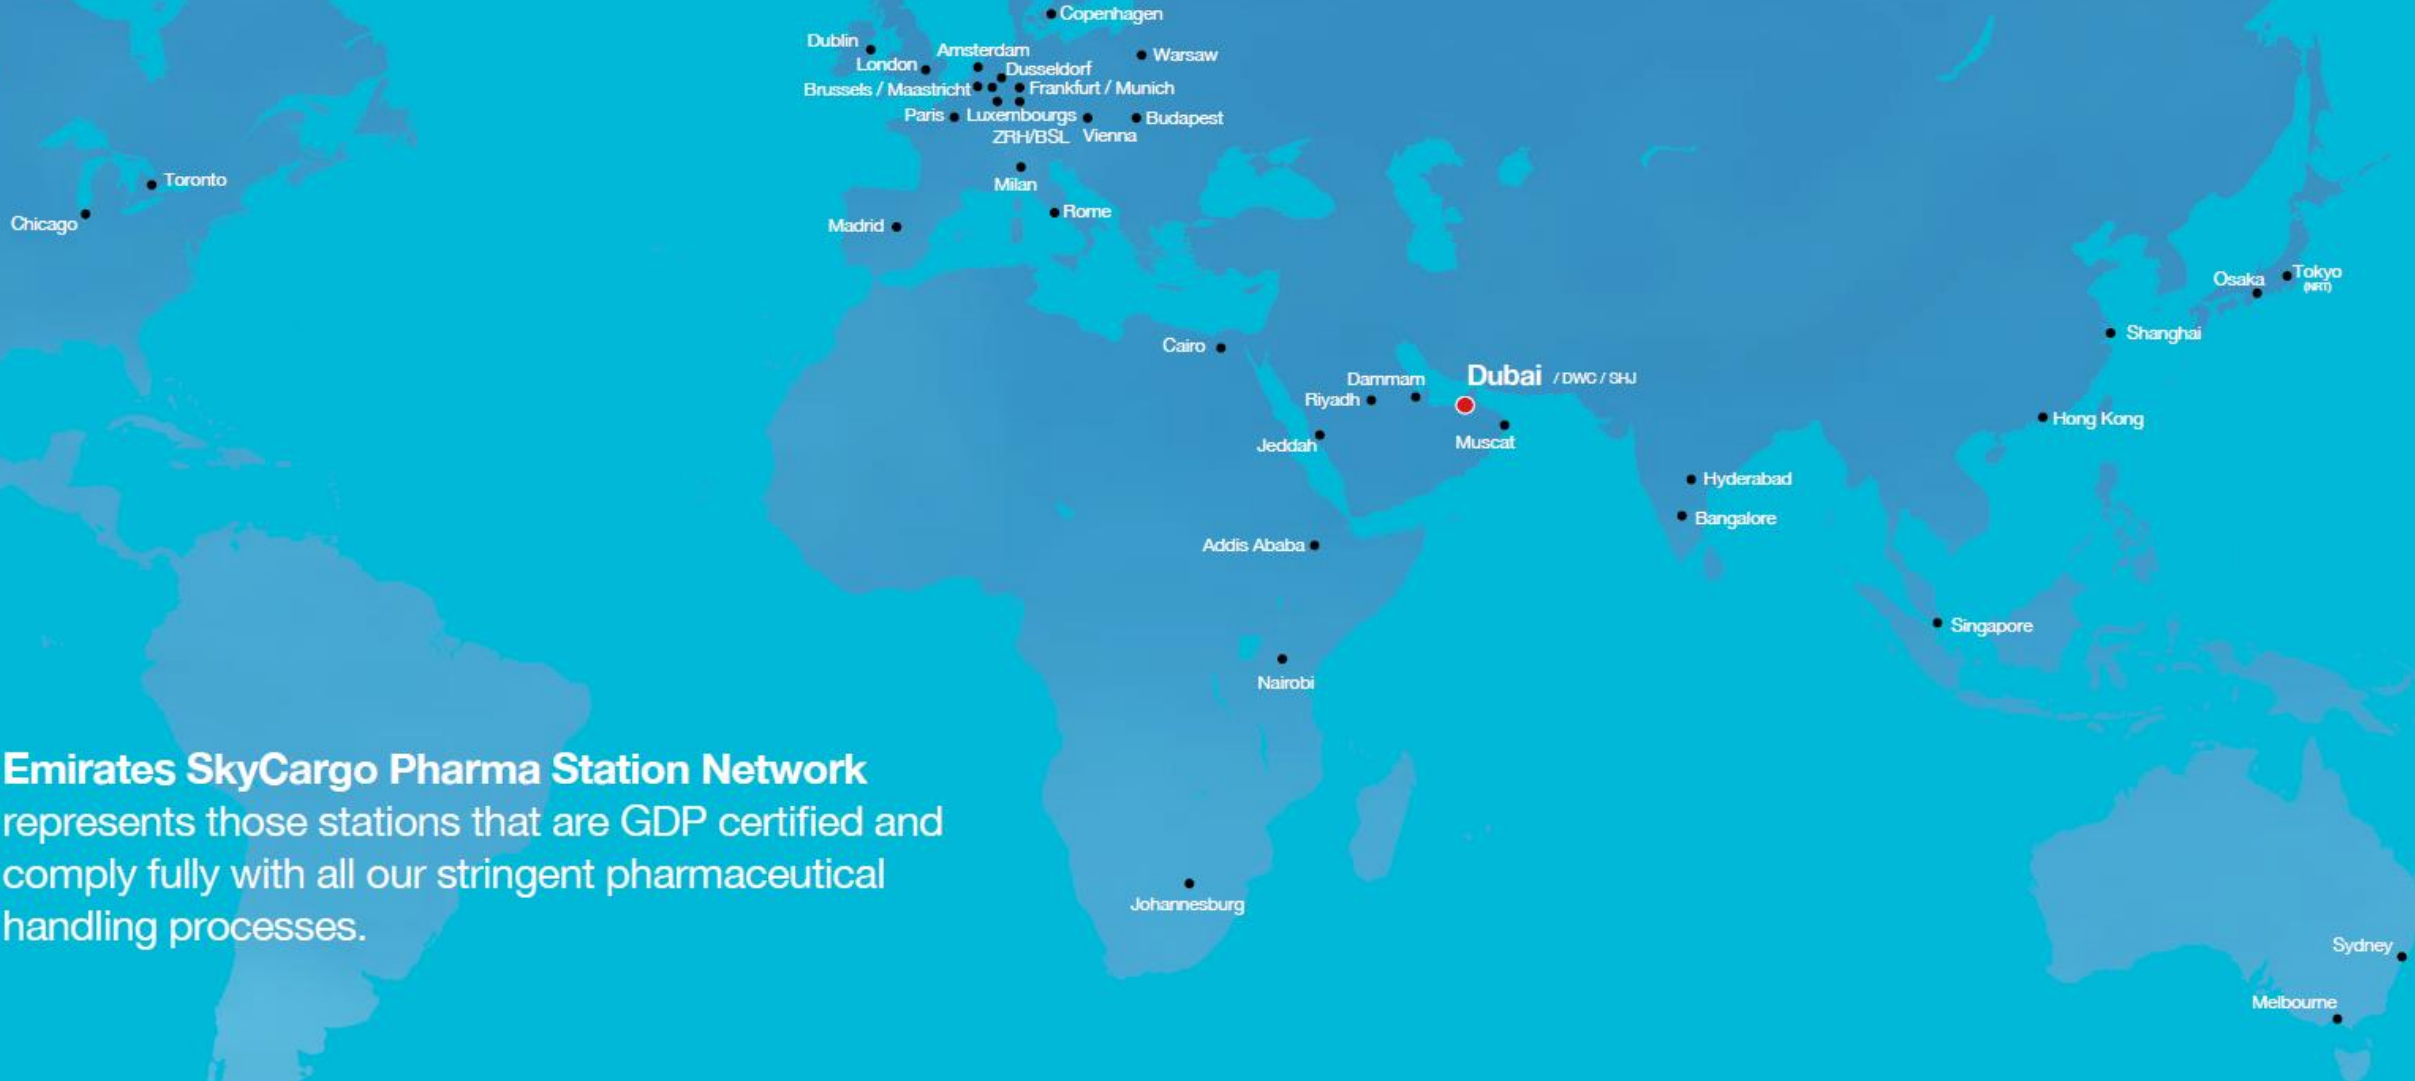 Copenhagen
Dublin
Amsterdam
Warsaw
London
Dusseldorf
Brussels / Maastricht
Frankfurt / Munich
Paris
Luxembourgs
Budapest
ZRH/BSL
Vienna
Toronto
Milan
Chicago
Rome
Madrid
Osaka
Tokyo
(NRT)
Shanghai
Cairo
Dammam
Dubai / DWC / SHJ
Riyadh
Hong Kong
Jeddah
Muscat
Hyderabad
Bangalore
Addis Ababa
Singapore
Nairobi
Emirates SkyCargo Pharma Station Network
represents those stations that are GDP certified and
comply fully with all our stringent pharmaceutical
handling processes.
Johannesburg
Sydney
Melbourne